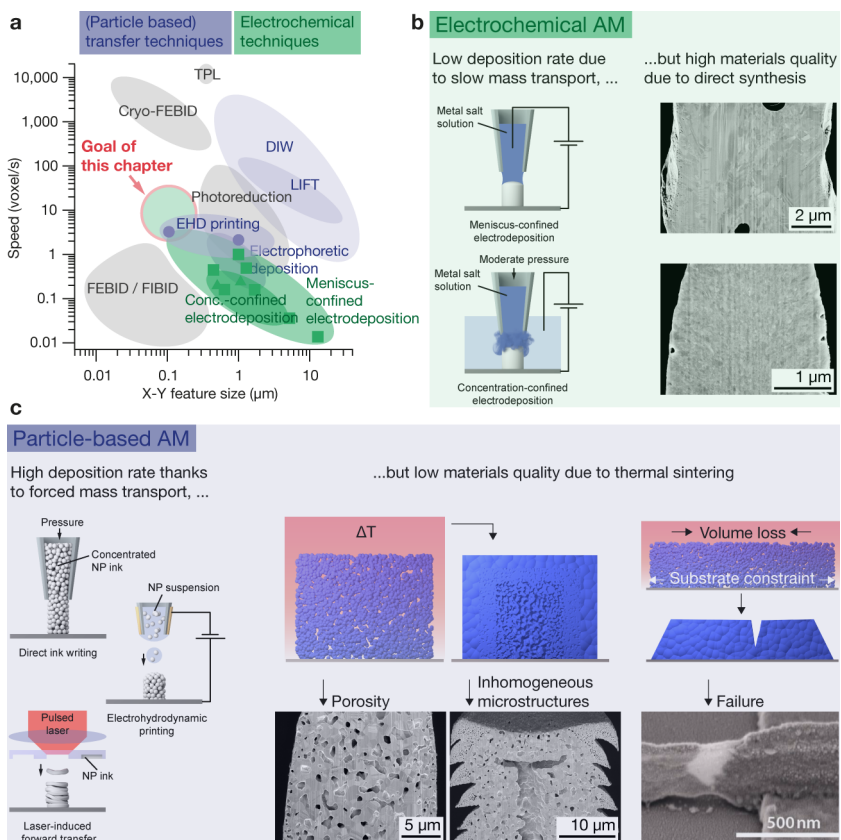 a
(Particle based)
transfer techniques
Electrochemical
techniques
10,000
1,000
100
10
1
0.1
0.01
Speed (voxel/s)
TPL
Cryo-FEBID
Goal of
this chapter
DIW
LIFT
Photoreduction
EHD printing
Electrophoretic
deposition
FEBID / FIBID
Conc.-confined
electrodeposition
Meniscus-
confined
electrodeposition
0.01
0.1
1
10
X-Y feature size (µm)
b
Electrochemical AM
Low deposition rate due
to slow mass transport, ...
...but high materials quality
due to direct synthesis
Metal salt
solution
Meniscus-confined
electrodeposition
Moderate pressure
Metal salt
solution
Concentration-confined
electrodeposition
2 µm
1 µm
c
Particle-based AM
High deposition rate thanks
to forced mass transport, ...
...but low materials quality due to thermal sintering
Pressure
Concentrated
NP ink
Direct ink writing
NP suspension
Electrohydrodynamic
printing
Pulsed
laser
NP ink
Laser-induced
forward transfer
ΔT
Volume loss
Substrate constraint
Porosity
Inhomogeneous
microstructures
Failure
5 µm
10 µm
500 nm